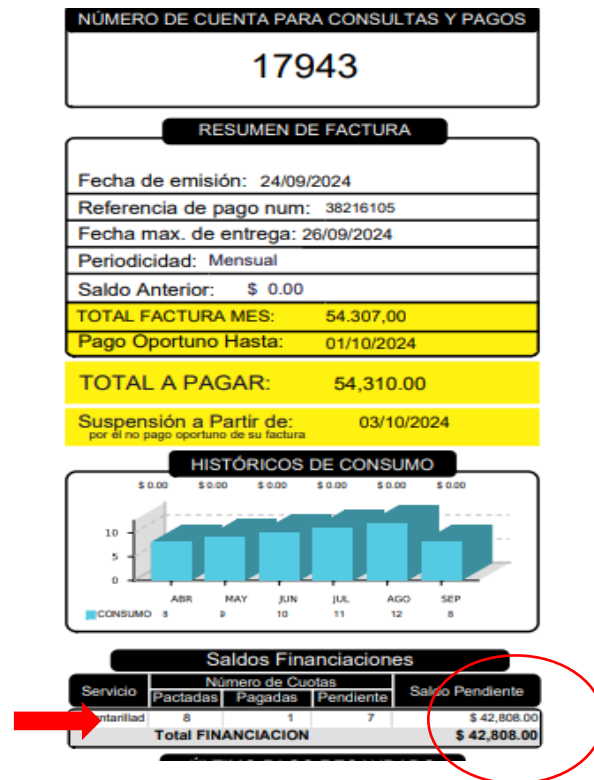 NÚMERO DE CUENTA PARA CONSULTAS Y PAGOS
17943
RESUMEN DE FACTURA
Fecha de emisión: 24/09/2024
Referencia de pago num: 38216105
Fecha max. de entrega: 26/09/2024
Periodicidad: Mensual
Saldo Anterior: $ 0.00
TOTAL FACTURA MES: 54.307,00
Pago Oportuno Hasta: 01/10/2024
TOTAL A PAGAR: 54,310.00
Suspensión a Partir de: 03/10/2024
por el no pago oportuno de su factura
HISTÓRICOS DE CONSUMO
$ 0.00 $ 0.00 $ 0.00 $ 0.00 $ 0.00 $ 0.00
10
5
0
ABR MAY JUN JUL AGO SEP
CONSUMO 8 9 10 11 12 8
Saldos Financiaciones
Servicio Número de Cuotas Saldo Pendiente
Pactadas Pagadas Pendiente
ntarillad 8 1 7 $ 42,808.00
Total FINANCIACION $ 42,808.00